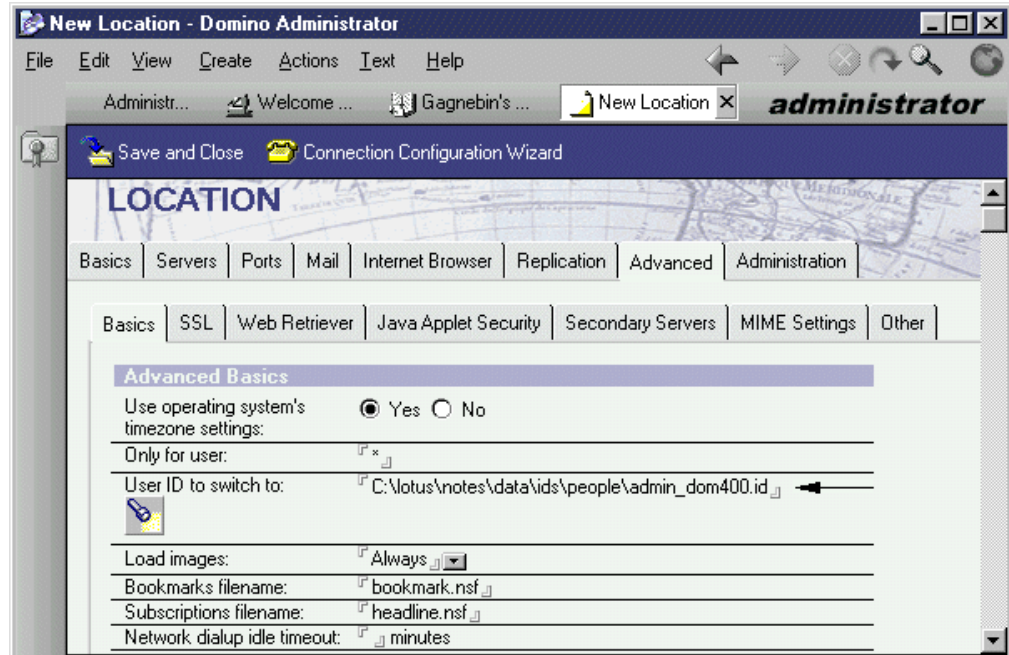 New Location - Domino Administrator
File Edit View Create Actions Text Help
Administr... Welcome ... Gagnebin's ... New Location administrator
Save and Close Connection Configuration Wizard
LOCATION
Basics Servers Ports Mail Internet Browser Replication Advanced Administration
Basics SSL Web Retriever Java Applet Security Secondary Servers MIME Settings Other
Advanced Basics
Use operating system's Yes No
timezone settings:
Only for user: *
User ID to switch to: C:\lotus\notes\data\ids\people\admin_dom400.id
Load images: Always
Bookmarks filename: bookmark.nsf
Subscriptions filename: headline.nsf
Network dialup idle timeout: minutes